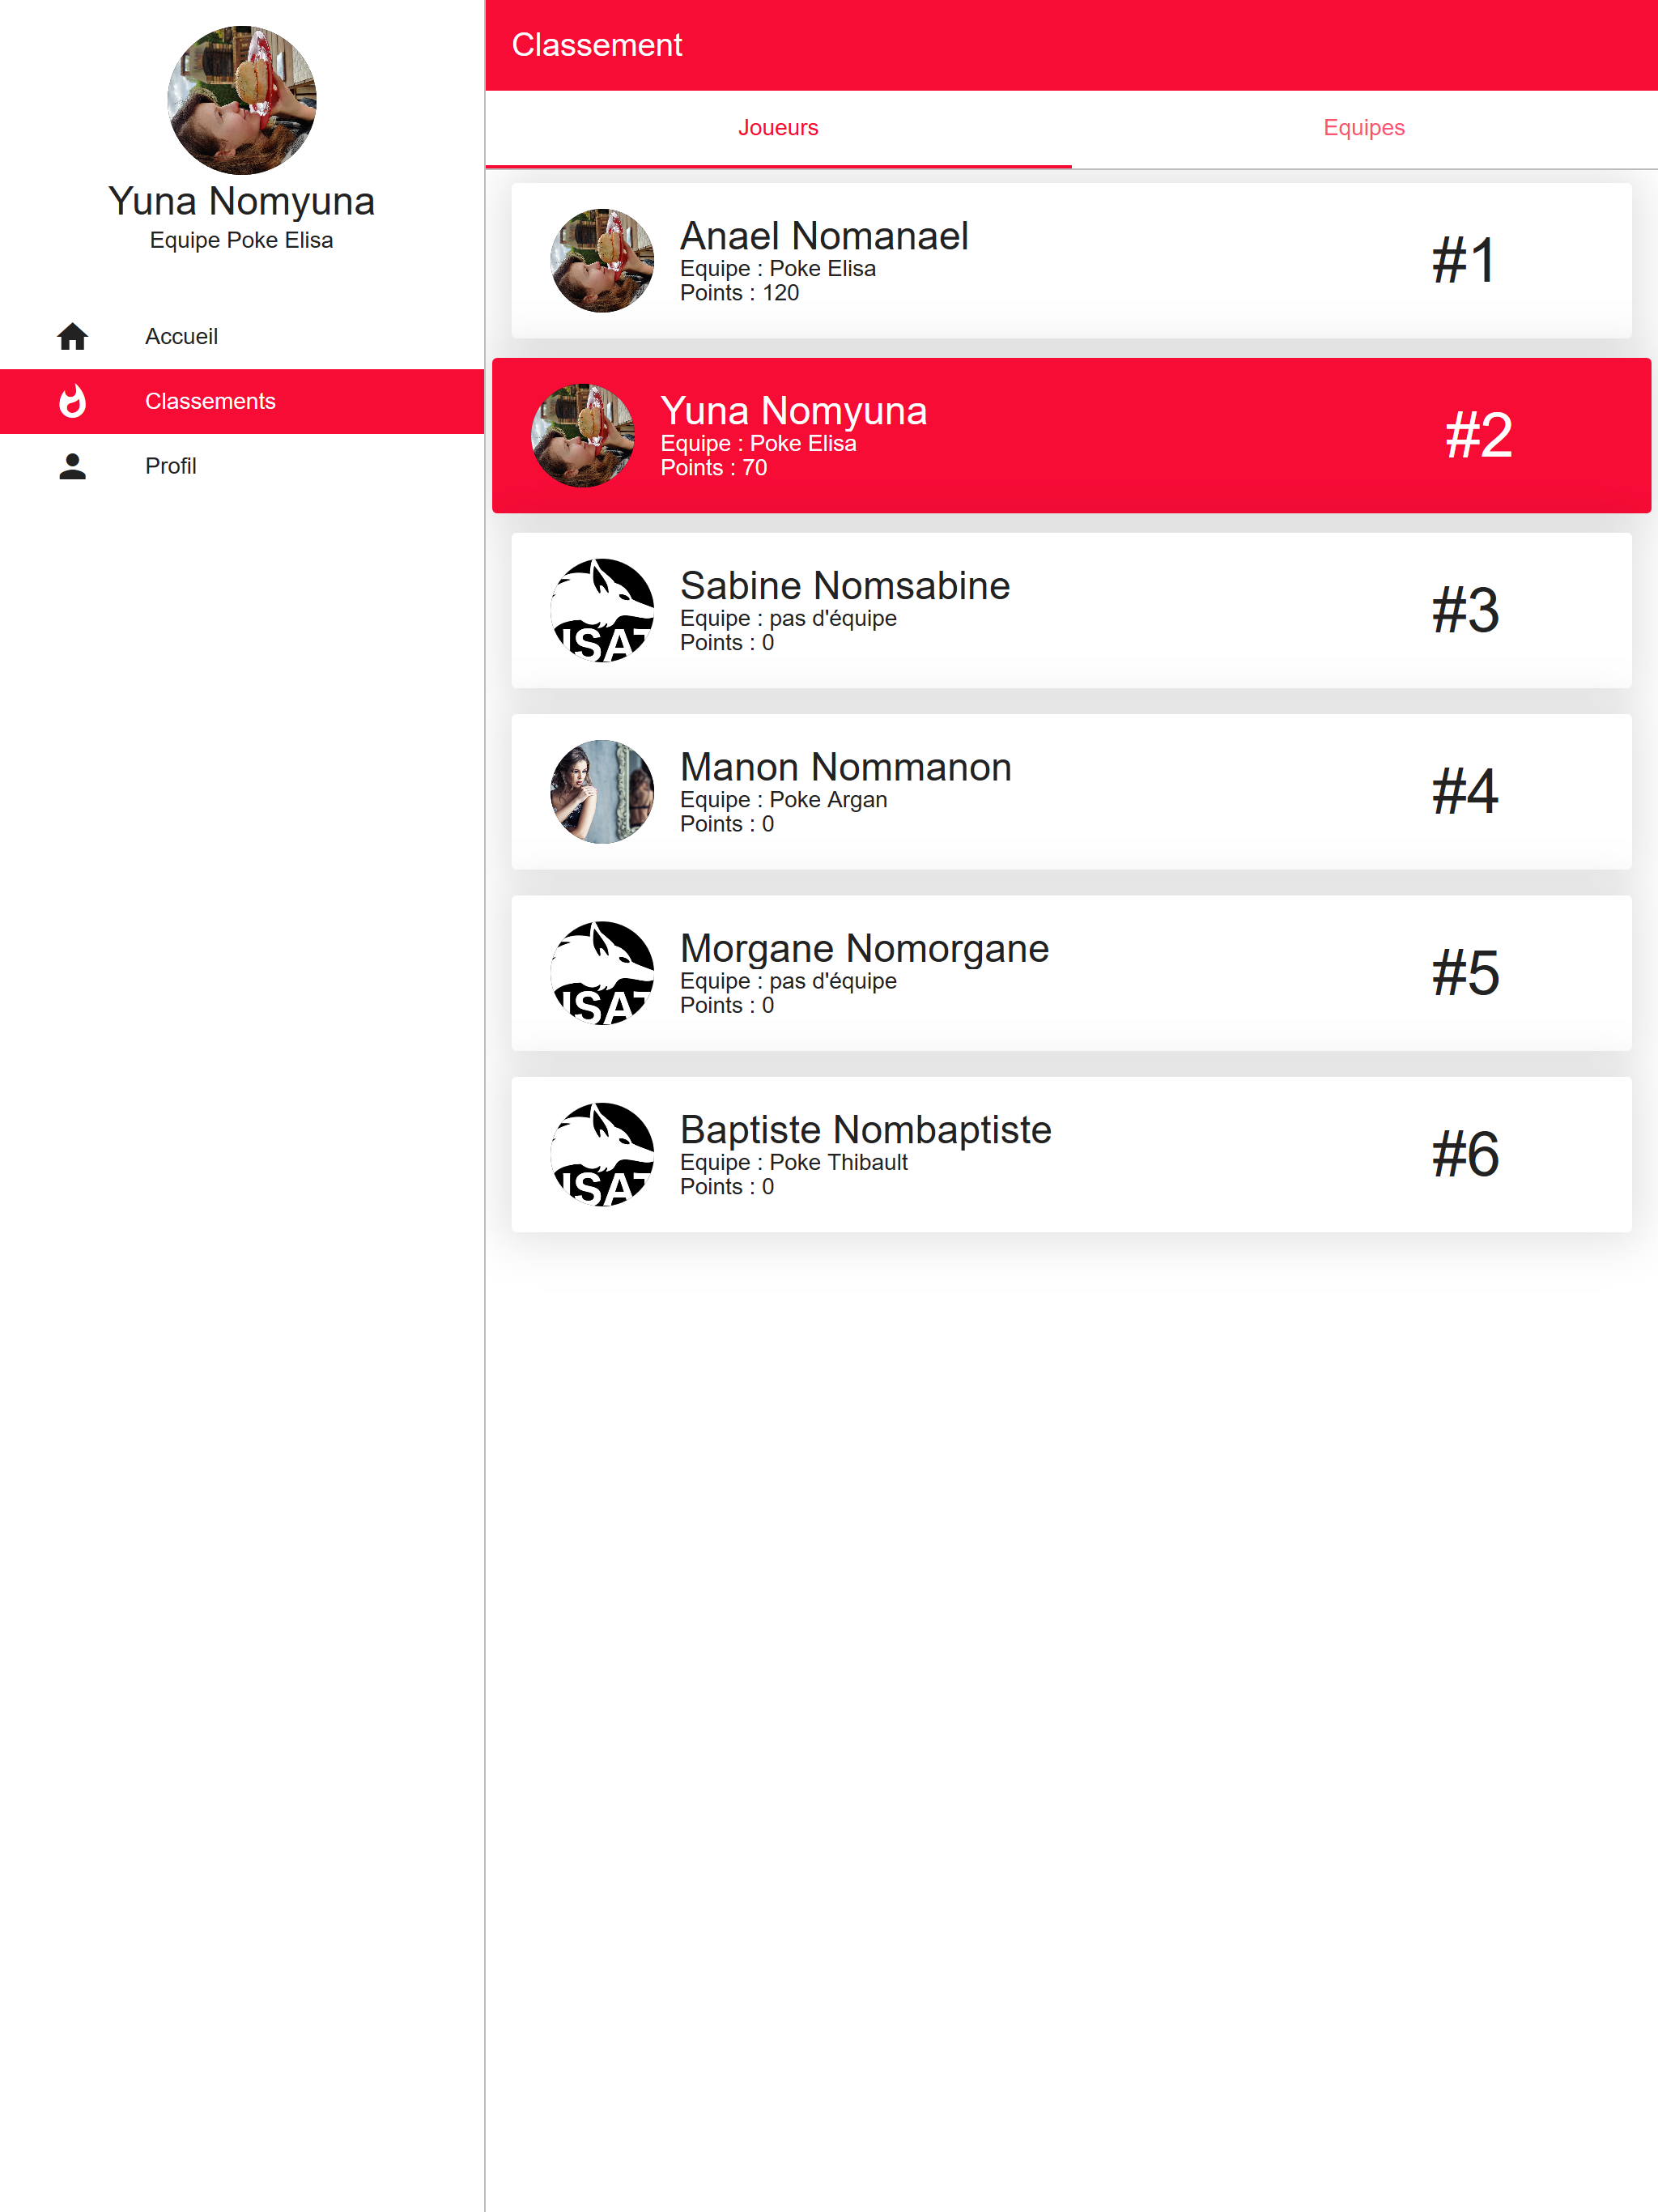 Yuna Nomyuna
Equipe Poke Elisa
Accueil
Classements
Profil
Classement
Joueurs
Equipes
Anael Nomanael
Equipe : Poke Elisa
Points : 120
#1
Yuna Nomyuna
Equipe : Poke Elisa
Points : 70
#2
Sabine Nomsabine
Equipe : pas d'équipe
Points : 0
#3
Manon Nommanon
Equipe : Poke Argan
Points : 0
#4
Morgane Nomorgane
Equipe : pas d'équipe
Points : 0
#5
Baptiste Nombaptiste
Equipe : Poke Thibault
Points : 0
#6